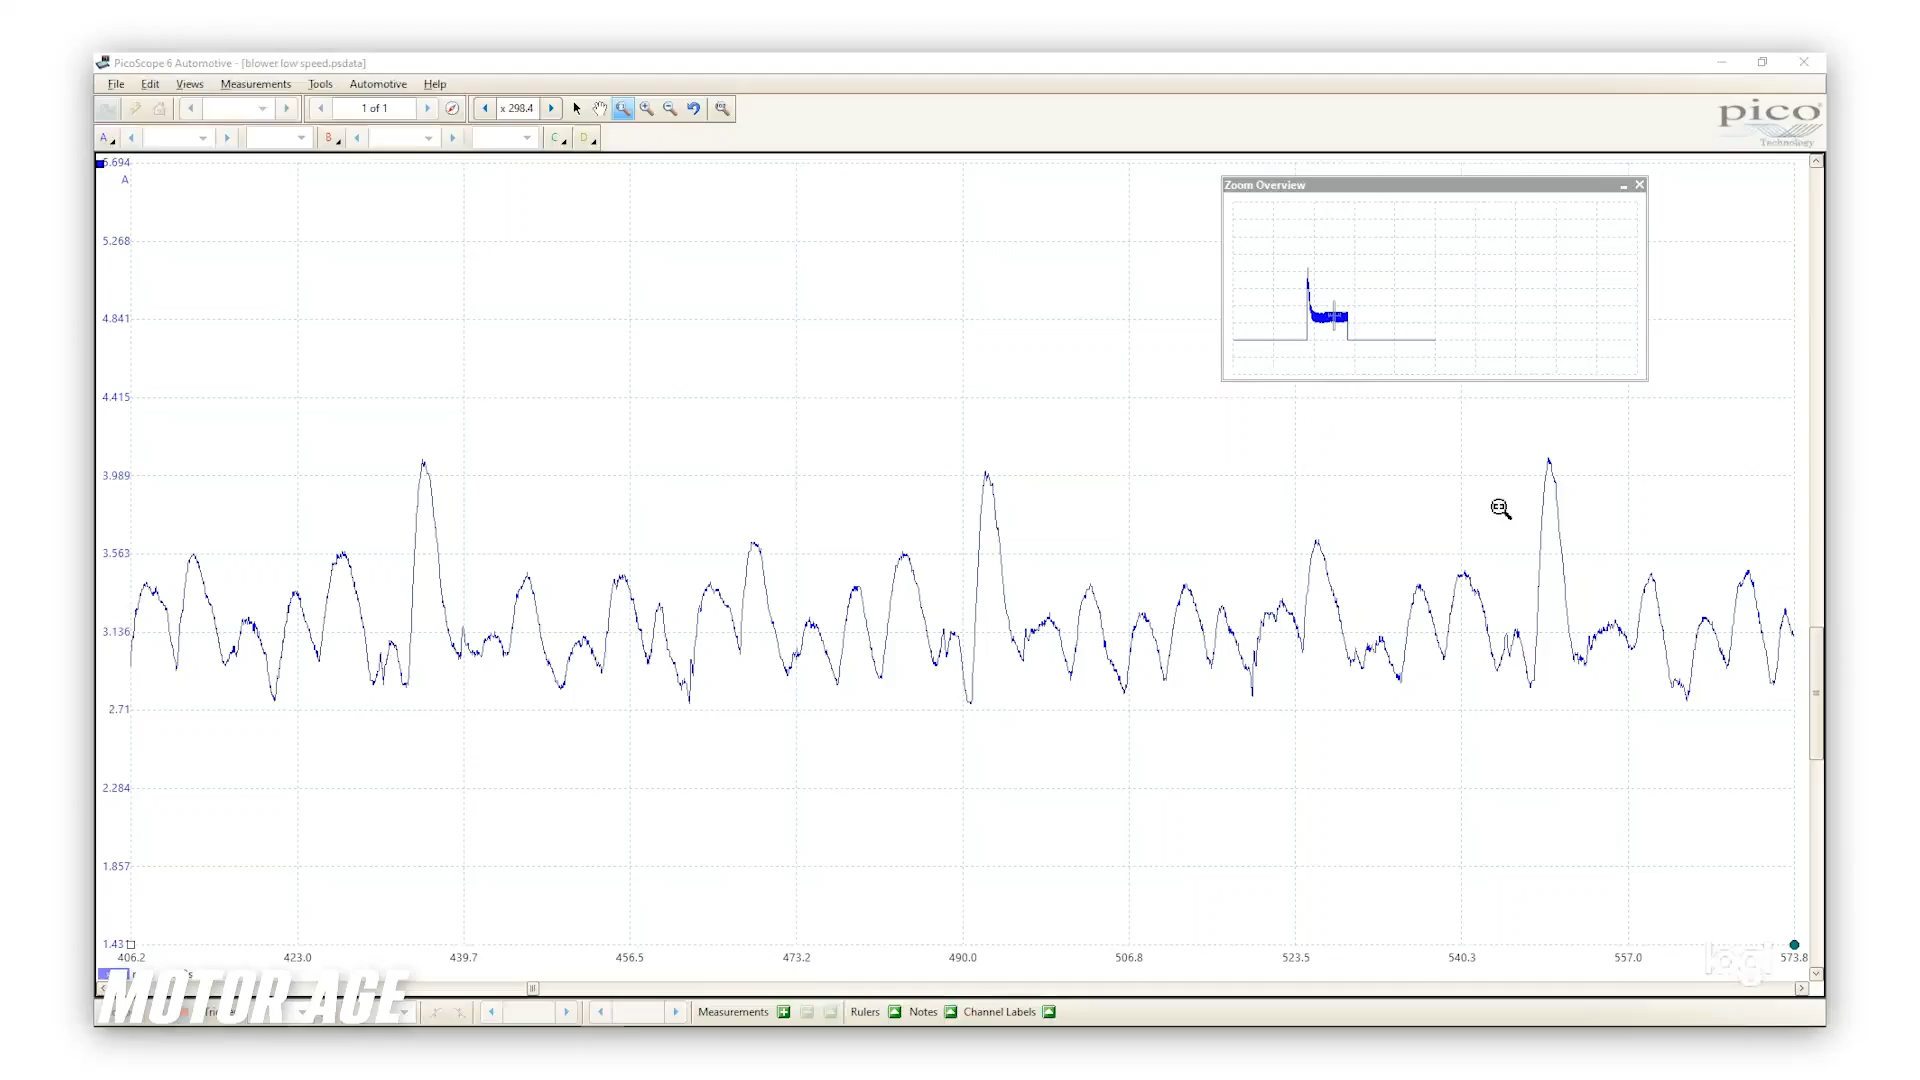 PicoScope 6 Automotive - [blower low speed.psdata]
File Edit Views Measurements Tools Automotive Help
1 of 1 x 298.4
A B C D
pico
Technology
5.694
A
Zoom Overview
5.268
4.841
4.415
3.989
3.563
3.136
2.71
2.284
1.857
1.431
406.2 423.0 439.7 456.5 473.2 490.0 506.8 523.5 540.3 557.0 573.8
MOTOR AGE
Measurements Rulers Notes Channel Labels